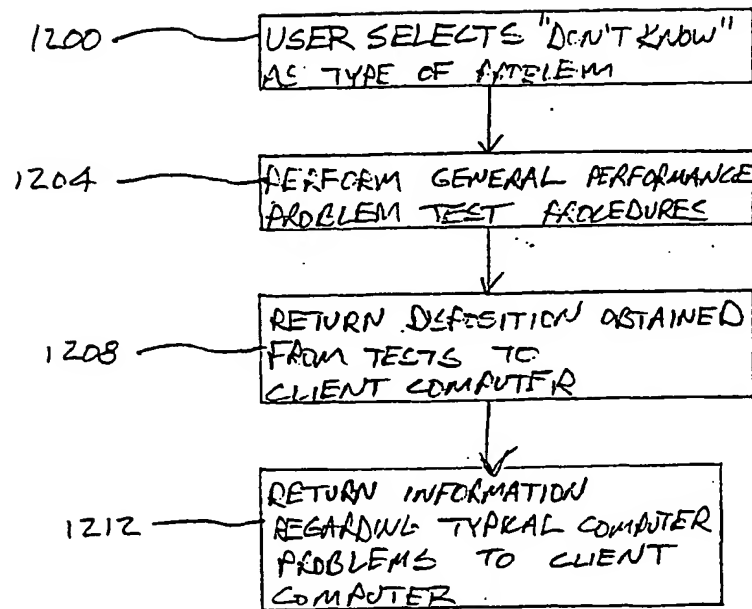 1200
USER SELECTS "DON'T KNOW"
AS TYPE OF PROBLEM
1204
PERFORM GENERAL PERFORMANCE
PROBLEM TEST PROCEDURES
1208
RETURN DISPOSITION OBTAINED
FROM TESTS TO
CLIENT COMPUTER
1212
RETURN INFORMATION
REGARDING TYPICAL COMPUTER
PROBLEMS TO CLIENT
COMPUTER